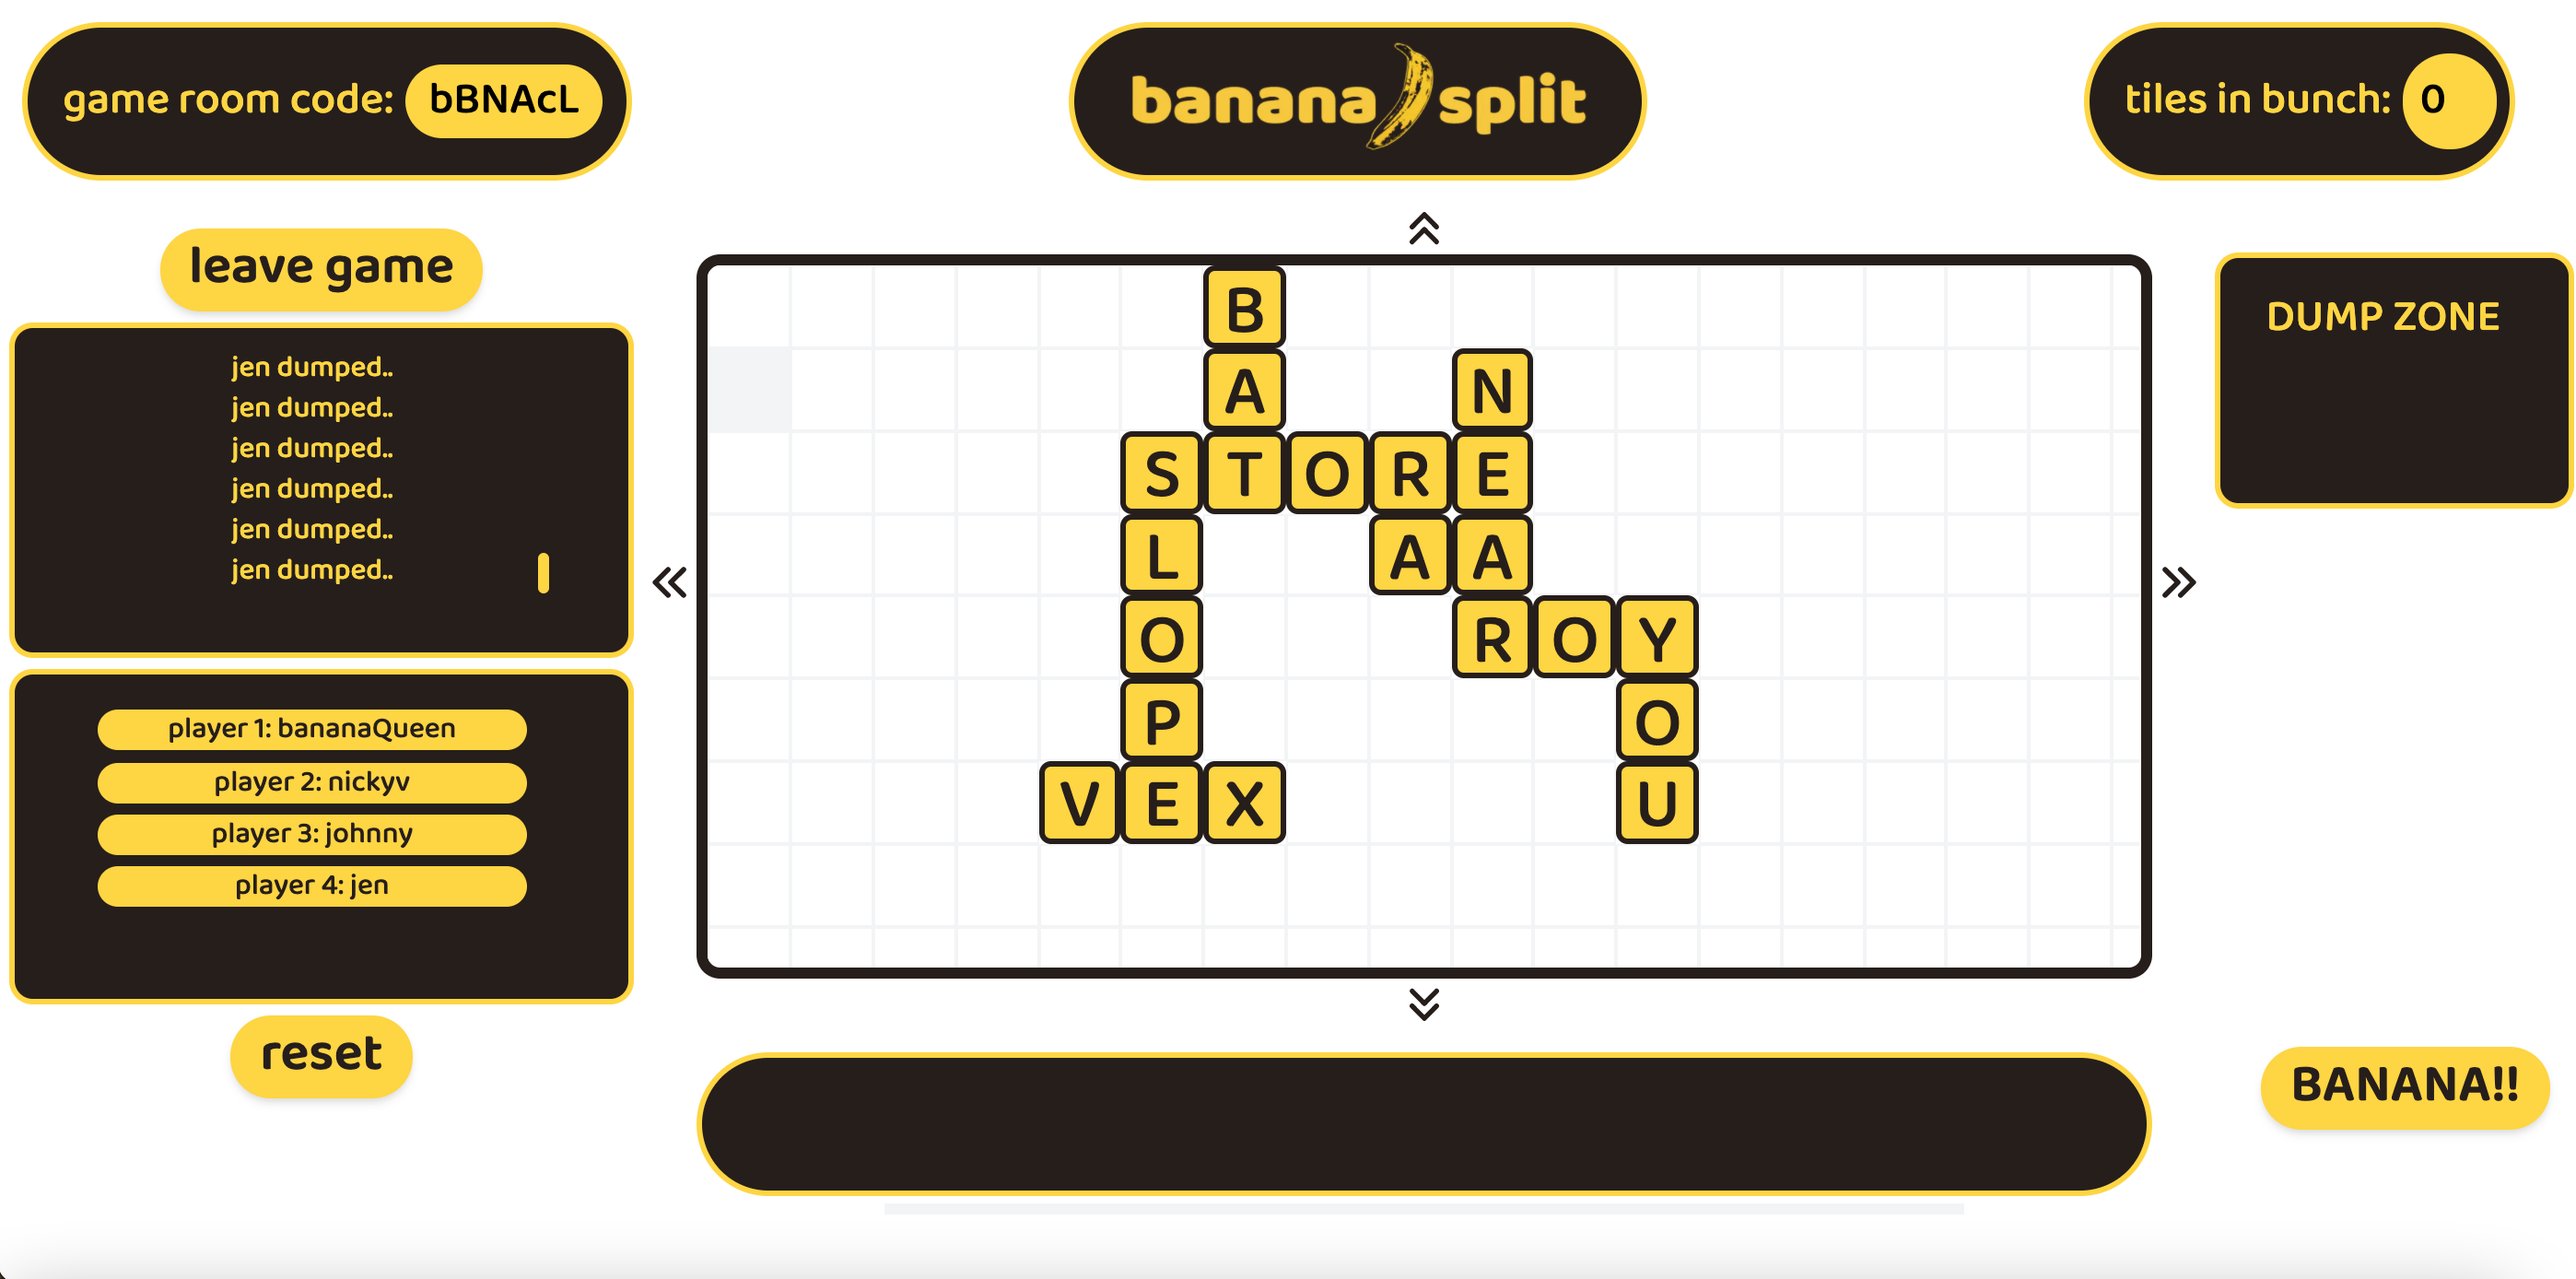 game room code: bBNAcL
banana split
tiles in bunch: 0
leave game
jen dumped..
jen dumped..
jen dumped..
jen dumped..
jen dumped..
jen dumped..
player 1: bananaQueen
player 2: nickyv
player 3: johnny
player 4: jen
reset
B
A N
S T O R E
L A A
O R O Y
P O
V E X U
DUMP ZONE
BANANA!!